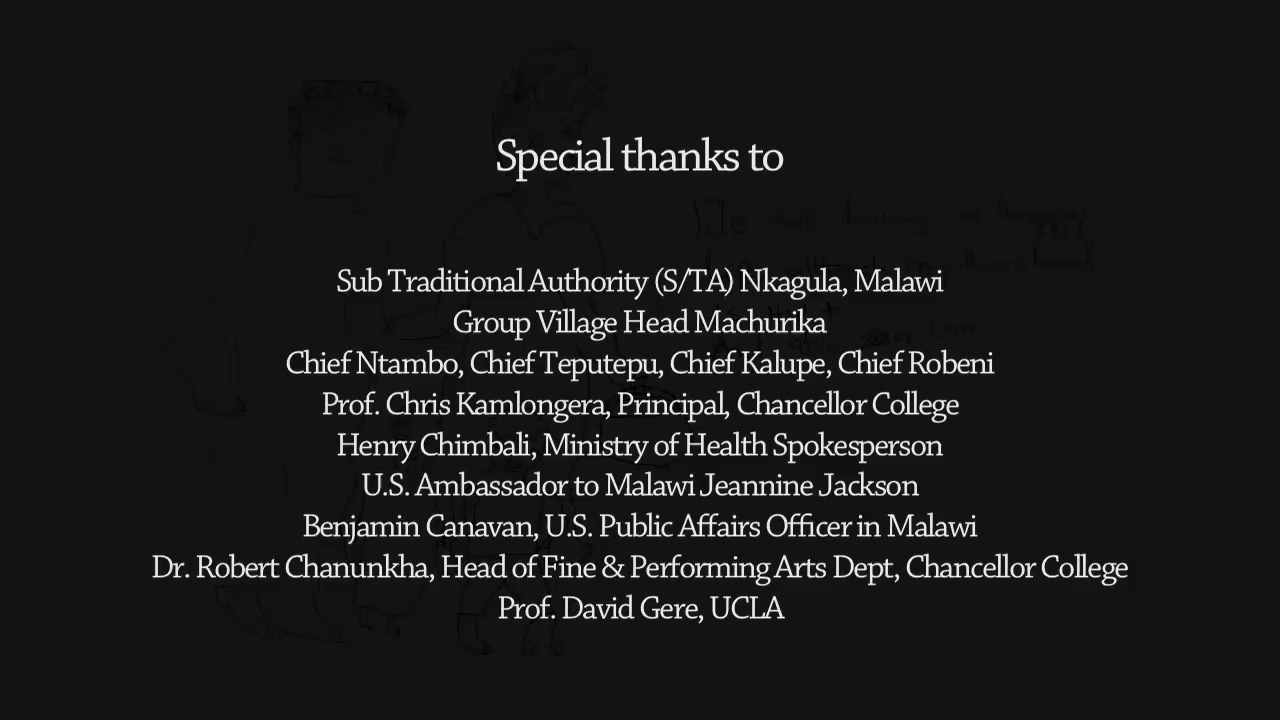 Special thanks to
Sub Traditional Authority (S/TA) Nkagula, Malawi
Group Village Head Machurika
Chief Ntambo, Chief Teputepu, Chief Kalupe, Chief Robeni
Prof. Chris Kamlongera, Principal, Chancellor College
Henry Chimbali, Ministry of Health Spokesperson
U.S. Ambassador to Malawi Jeannine Jackson
Benjamin Canavan, U.S. Public Affairs Officer in Malawi
Dr. Robert Chanunkha, Head of Fine & Performing Arts Dept, Chancellor College
Prof. David Gere, UCLA